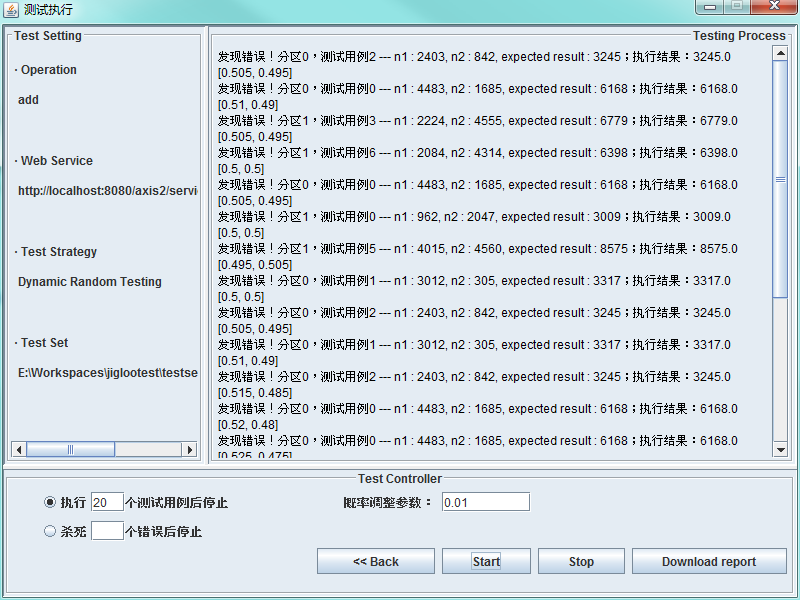 测试执行
Test Setting
· Operation
add
· Web Service
http://localhost:8080/axis2/servi
· Test Strategy
Dynamic Random Testing
· Test Set
E:\Workspaces\jiglootest\testse
Testing Process
发现错误！分区0，测试用例2 --- n1 : 2403, n2 : 842, expected result : 3245；执行结果：3245.0
[0.505, 0.495]
发现错误！分区0，测试用例0 --- n1 : 4483, n2 : 1685, expected result : 6168；执行结果：6168.0
[0.51, 0.49]
发现错误！分区1，测试用例3 --- n1 : 2224, n2 : 4555, expected result : 6779；执行结果：6779.0
[0.505, 0.495]
发现错误！分区1，测试用例6 --- n1 : 2084, n2 : 4314, expected result : 6398；执行结果：6398.0
[0.5, 0.5]
发现错误！分区0，测试用例0 --- n1 : 4483, n2 : 1685, expected result : 6168；执行结果：6168.0
[0.505, 0.495]
发现错误！分区1，测试用例0 --- n1 : 962, n2 : 2047, expected result : 3009；执行结果：3009.0
[0.5, 0.5]
发现错误！分区1，测试用例5 --- n1 : 4015, n2 : 4560, expected result : 8575；执行结果：8575.0
[0.495, 0.505]
发现错误！分区0，测试用例1 --- n1 : 3012, n2 : 305, expected result : 3317；执行结果：3317.0
[0.5, 0.5]
发现错误！分区0，测试用例2 --- n1 : 2403, n2 : 842, expected result : 3245；执行结果：3245.0
[0.505, 0.495]
发现错误！分区0，测试用例1 --- n1 : 3012, n2 : 305, expected result : 3317；执行结果：3317.0
[0.51, 0.49]
发现错误！分区0，测试用例2 --- n1 : 2403, n2 : 842, expected result : 3245；执行结果：3245.0
[0.515, 0.485]
发现错误！分区0，测试用例0 --- n1 : 4483, n2 : 1685, expected result : 6168；执行结果：6168.0
[0.52, 0.48]
发现错误！分区0，测试用例0 --- n1 : 4483, n2 : 1685, expected result : 6168；执行结果：6168.0
[0.525, 0.475]
Test Controller
执行 20 个测试用例后停止
概率调整参数： 0.01
杀死 个错误后停止
<< Back
Start
Stop
Download report